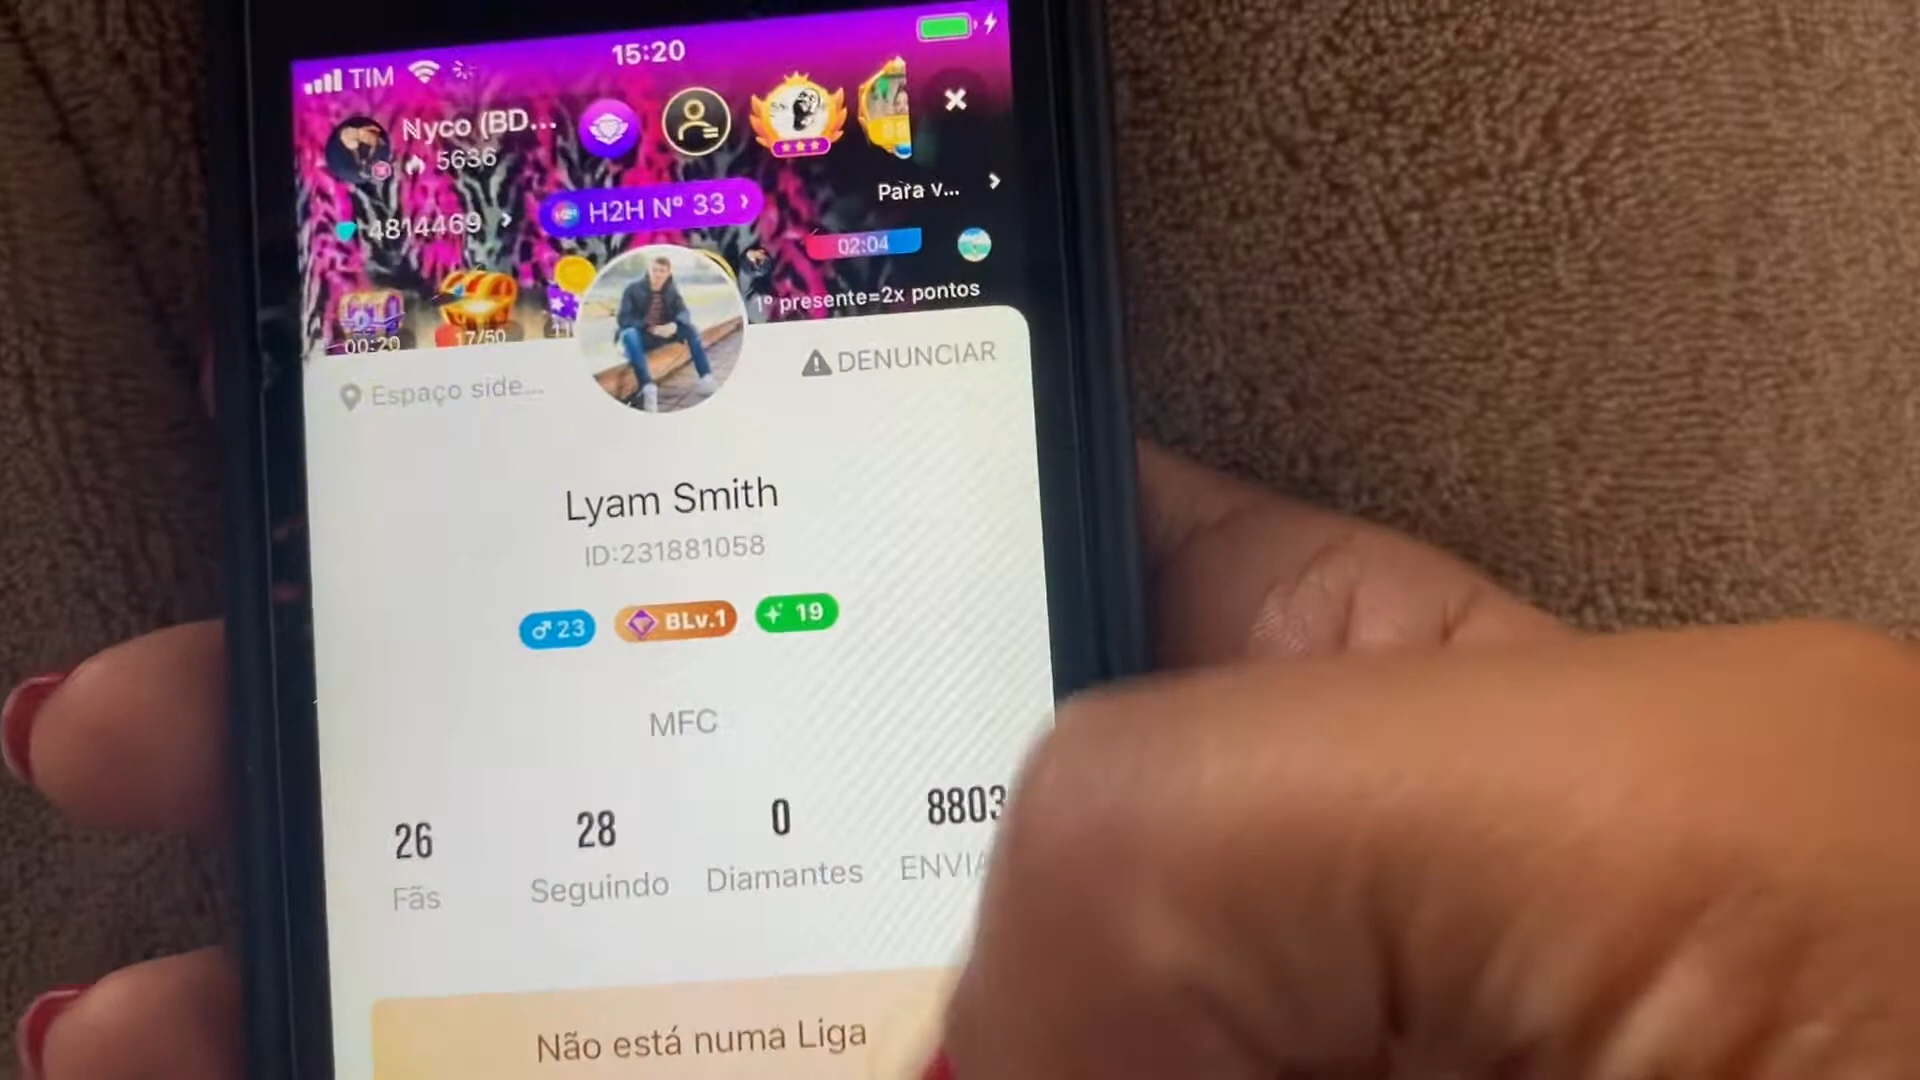 TIM
15:20
Nyco (BD...
5636
4814469
H2H Nº 33
Para v...
02:04
1º presente=2x pontos
00:20
17/50
Espaço side...
DENUNCIAR
Lyam Smith
ID:231881058
23
BLv.1
19
MFC
26
28
0
8803
Fãs
Seguindo
Diamantes
ENVIA
Não está numa Liga